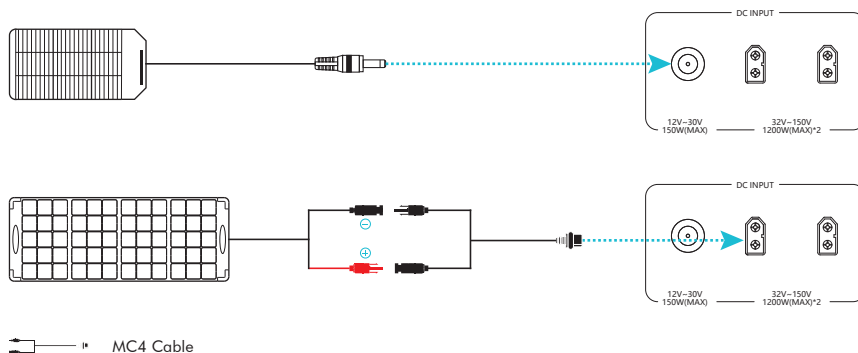 DC INPUT
12V~30V 32V~150V
150W(MAX) 1200W(MAX)*2
DC INPUT
⊖
⊕
12V~30V 32V~150V
150W(MAX) 1200W(MAX)*2
MC4 Cable